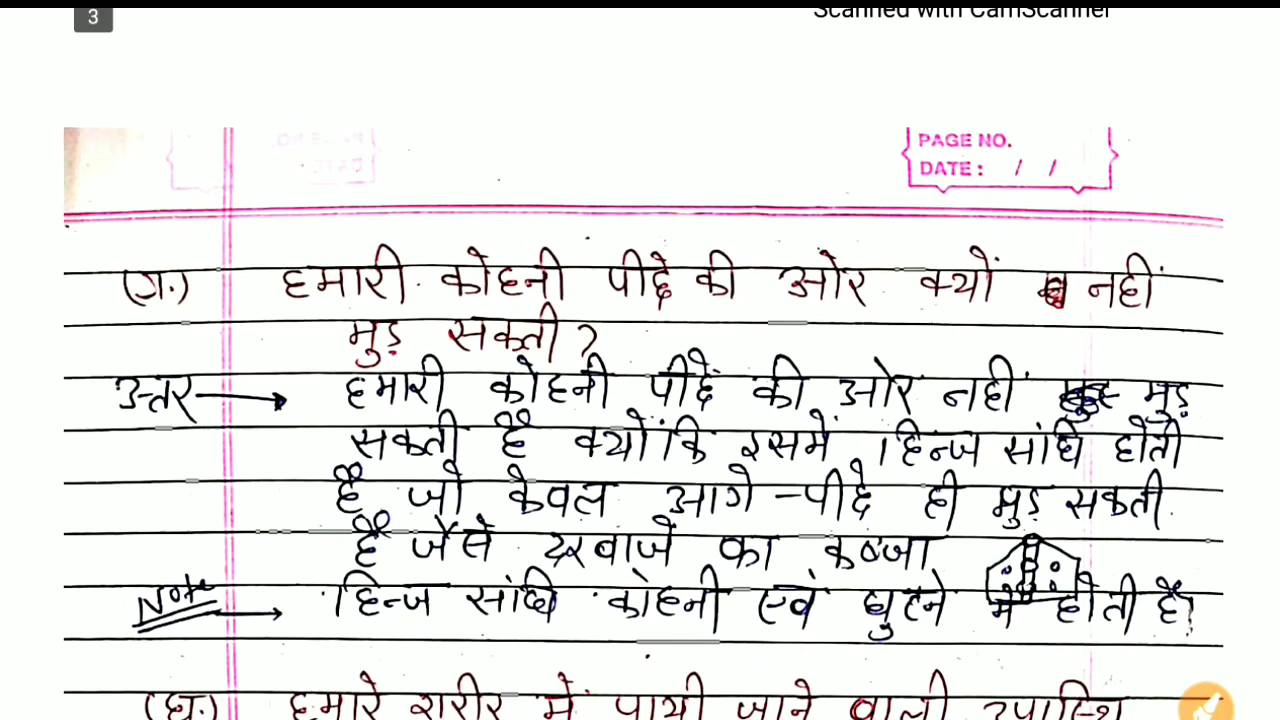 3
Scanned with CamScanner
PAGE NO.
DATE : / /
(ग.) हमारी कोहनी पीछे की ओर क्यों नहीं
मुड़ सकती?
उत्तर → हमारी कोहनी पीछे की ओर नहीं मुड़
सकती है क्योंकि इसमें हिन्ज सांधि होती
है जो केवल आगे-पीछे ही मुड़ सकती
है जैसे दरवाजे का कब्जा
Note → हिन्ज सांधि कोहनी एवं घुटने में होती है।
(घ.) हमारे शरीर में पायी जाने वाली उपास्थि